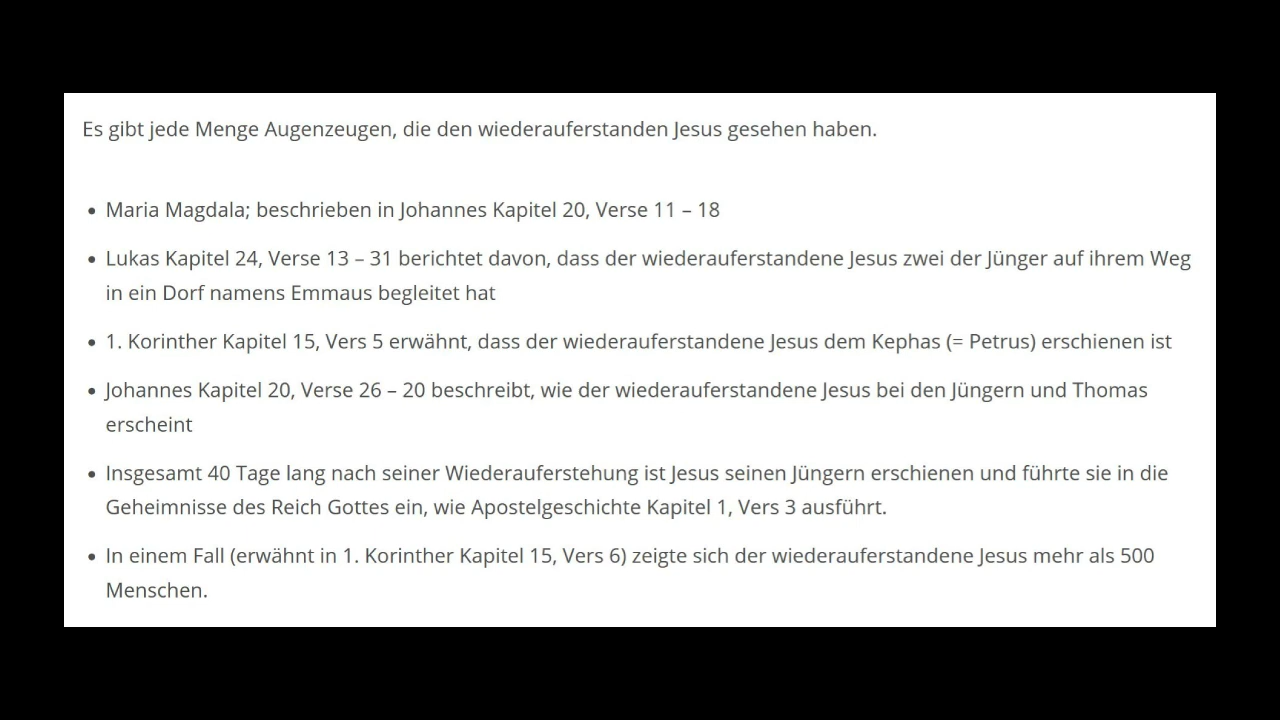 Es gibt jede Menge Augenzeugen, die den wiederauferstanden Jesus gesehen haben.
• Maria Magdala; beschrieben in Johannes Kapitel 20, Verse 11 – 18
• Lukas Kapitel 24, Verse 13 – 31 berichtet davon, dass der wiederauferstandene Jesus zwei der Jünger auf ihrem Weg
in ein Dorf namens Emmaus begleitet hat
• 1. Korinther Kapitel 15, Vers 5 erwähnt, dass der wiederauferstandene Jesus dem Kephas (= Petrus) erschienen ist
• Johannes Kapitel 20, Verse 26 – 20 beschreibt, wie der wiederauferstandene Jesus bei den Jüngern und Thomas
erscheint
• Insgesamt 40 Tage lang nach seiner Wiederauferstehung ist Jesus seinen Jüngern erschienen und führte sie in die
Geheimnisse des Reich Gottes ein, wie Apostelgeschichte Kapitel 1, Vers 3 ausführt.
• In einem Fall (erwähnt in 1. Korinther Kapitel 15, Vers 6) zeigte sich der wiederauferstandene Jesus mehr als 500
Menschen.